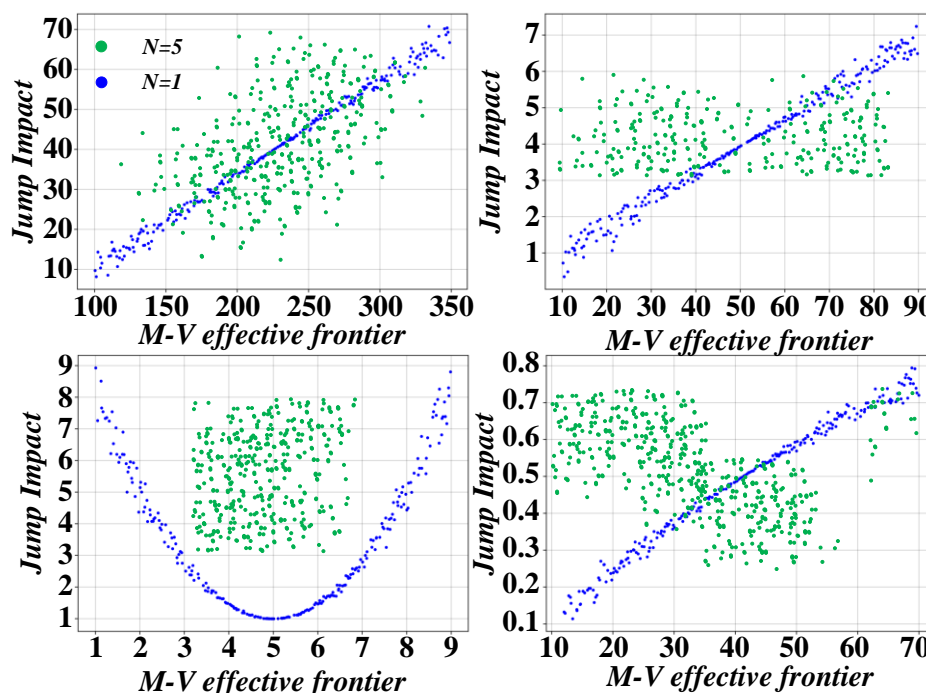 70
60
50
40
30
20
10
Jump Impact
N=5
N=1
100 150 200 250 300 350
M-V effective frontier
7
6
5
4
3
2
1
Jump Impact
10 20 30 40 50 60 70 80 90
M-V effective frontier
9
8
7
6
5
4
3
2
1
Jump Impact
1 2 3 4 5 6 7 8 9
M-V effective frontier
0.8
0.7
0.6
0.5
0.4
0.3
0.2
0.1
Jump Impact
10 20 30 40 50 60 70
M-V effective frontier